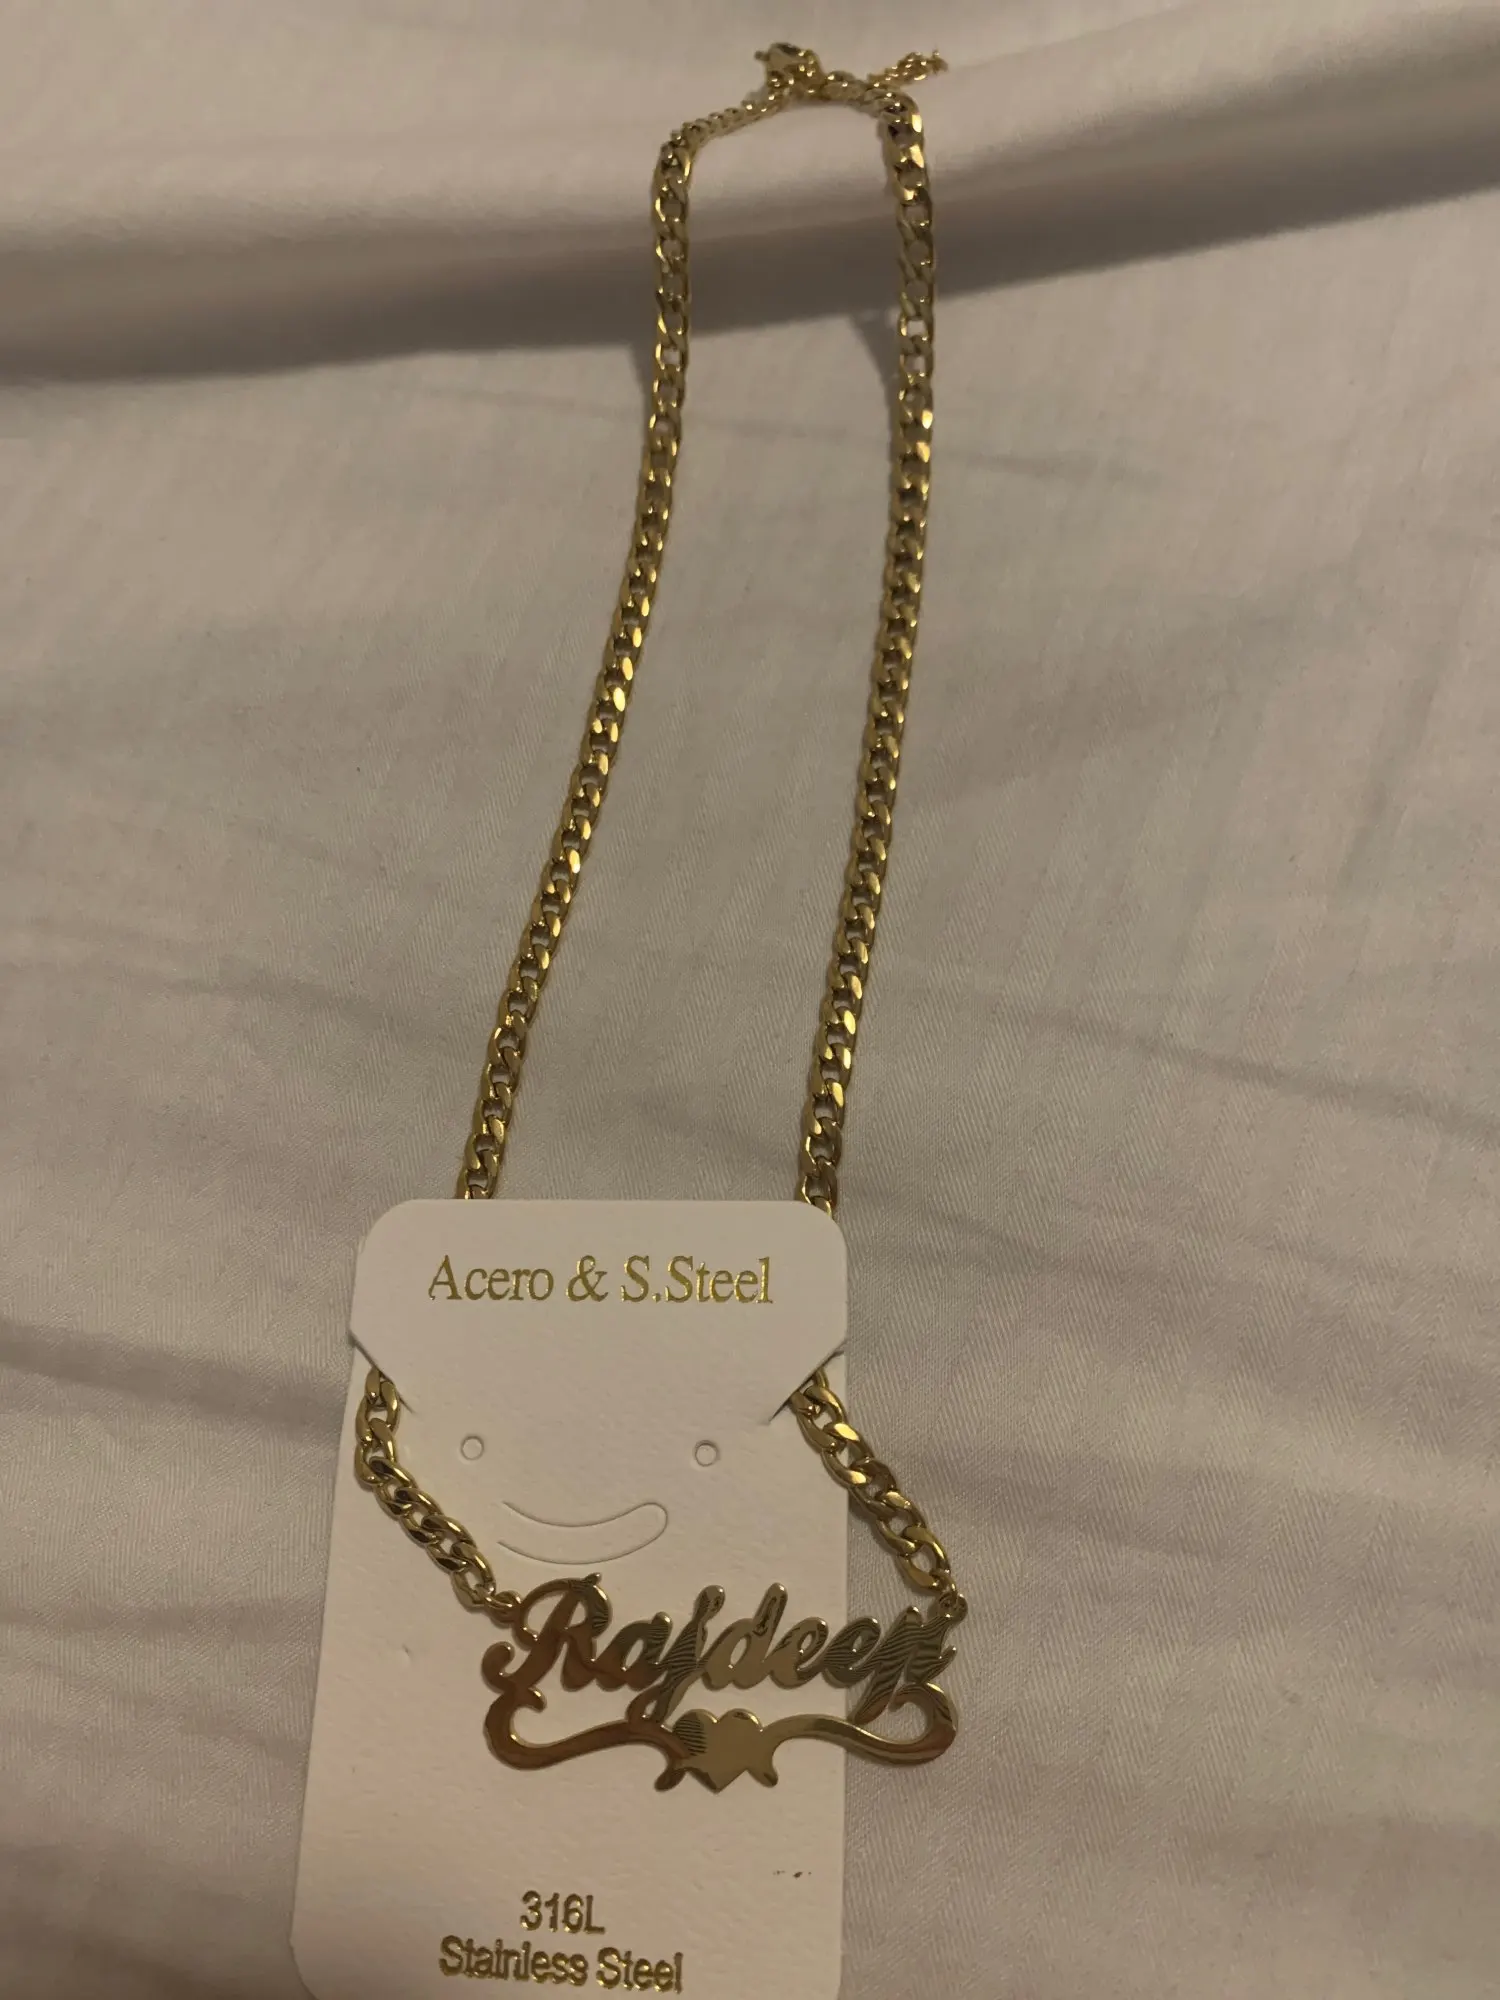 Acero & S.Steel
Rajdeep
316L
Stainless Steel